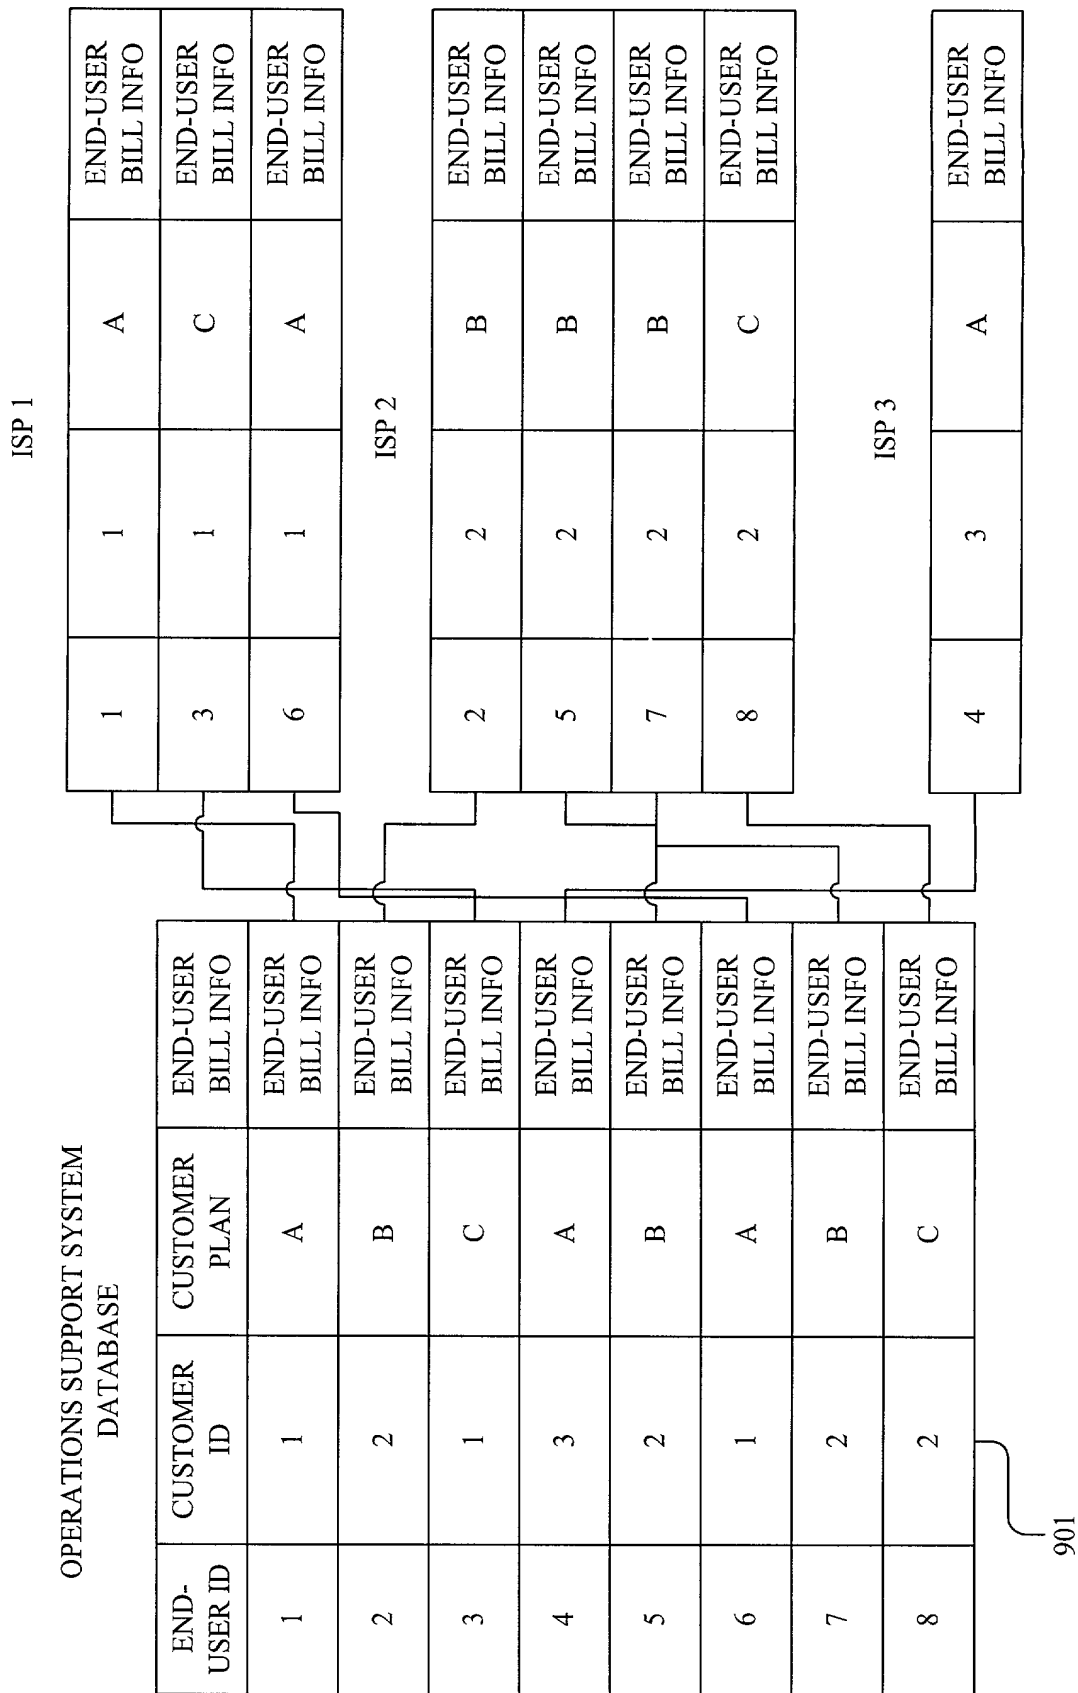 OPERATIONS SUPPORT SYSTEM
DATABASE
END-
USER ID
CUSTOMER
ID
CUSTOMER
PLAN
END-USER
BILL INFO
1
1
A
END-USER
BILL INFO
2
2
B
END-USER
BILL INFO
3
1
C
END-USER
BILL INFO
4
3
A
END-USER
BILL INFO
5
2
B
END-USER
BILL INFO
6
1
A
END-USER
BILL INFO
7
2
B
END-USER
BILL INFO
8
2
C
END-USER
BILL INFO
901
ISP 1
1
1
A
END-USER
BILL INFO
3
1
C
END-USER
BILL INFO
6
1
A
END-USER
BILL INFO
ISP 2
2
2
B
END-USER
BILL INFO
5
2
B
END-USER
BILL INFO
7
2
B
END-USER
BILL INFO
8
2
C
END-USER
BILL INFO
ISP 3
4
3
A
END-USER
BILL INFO